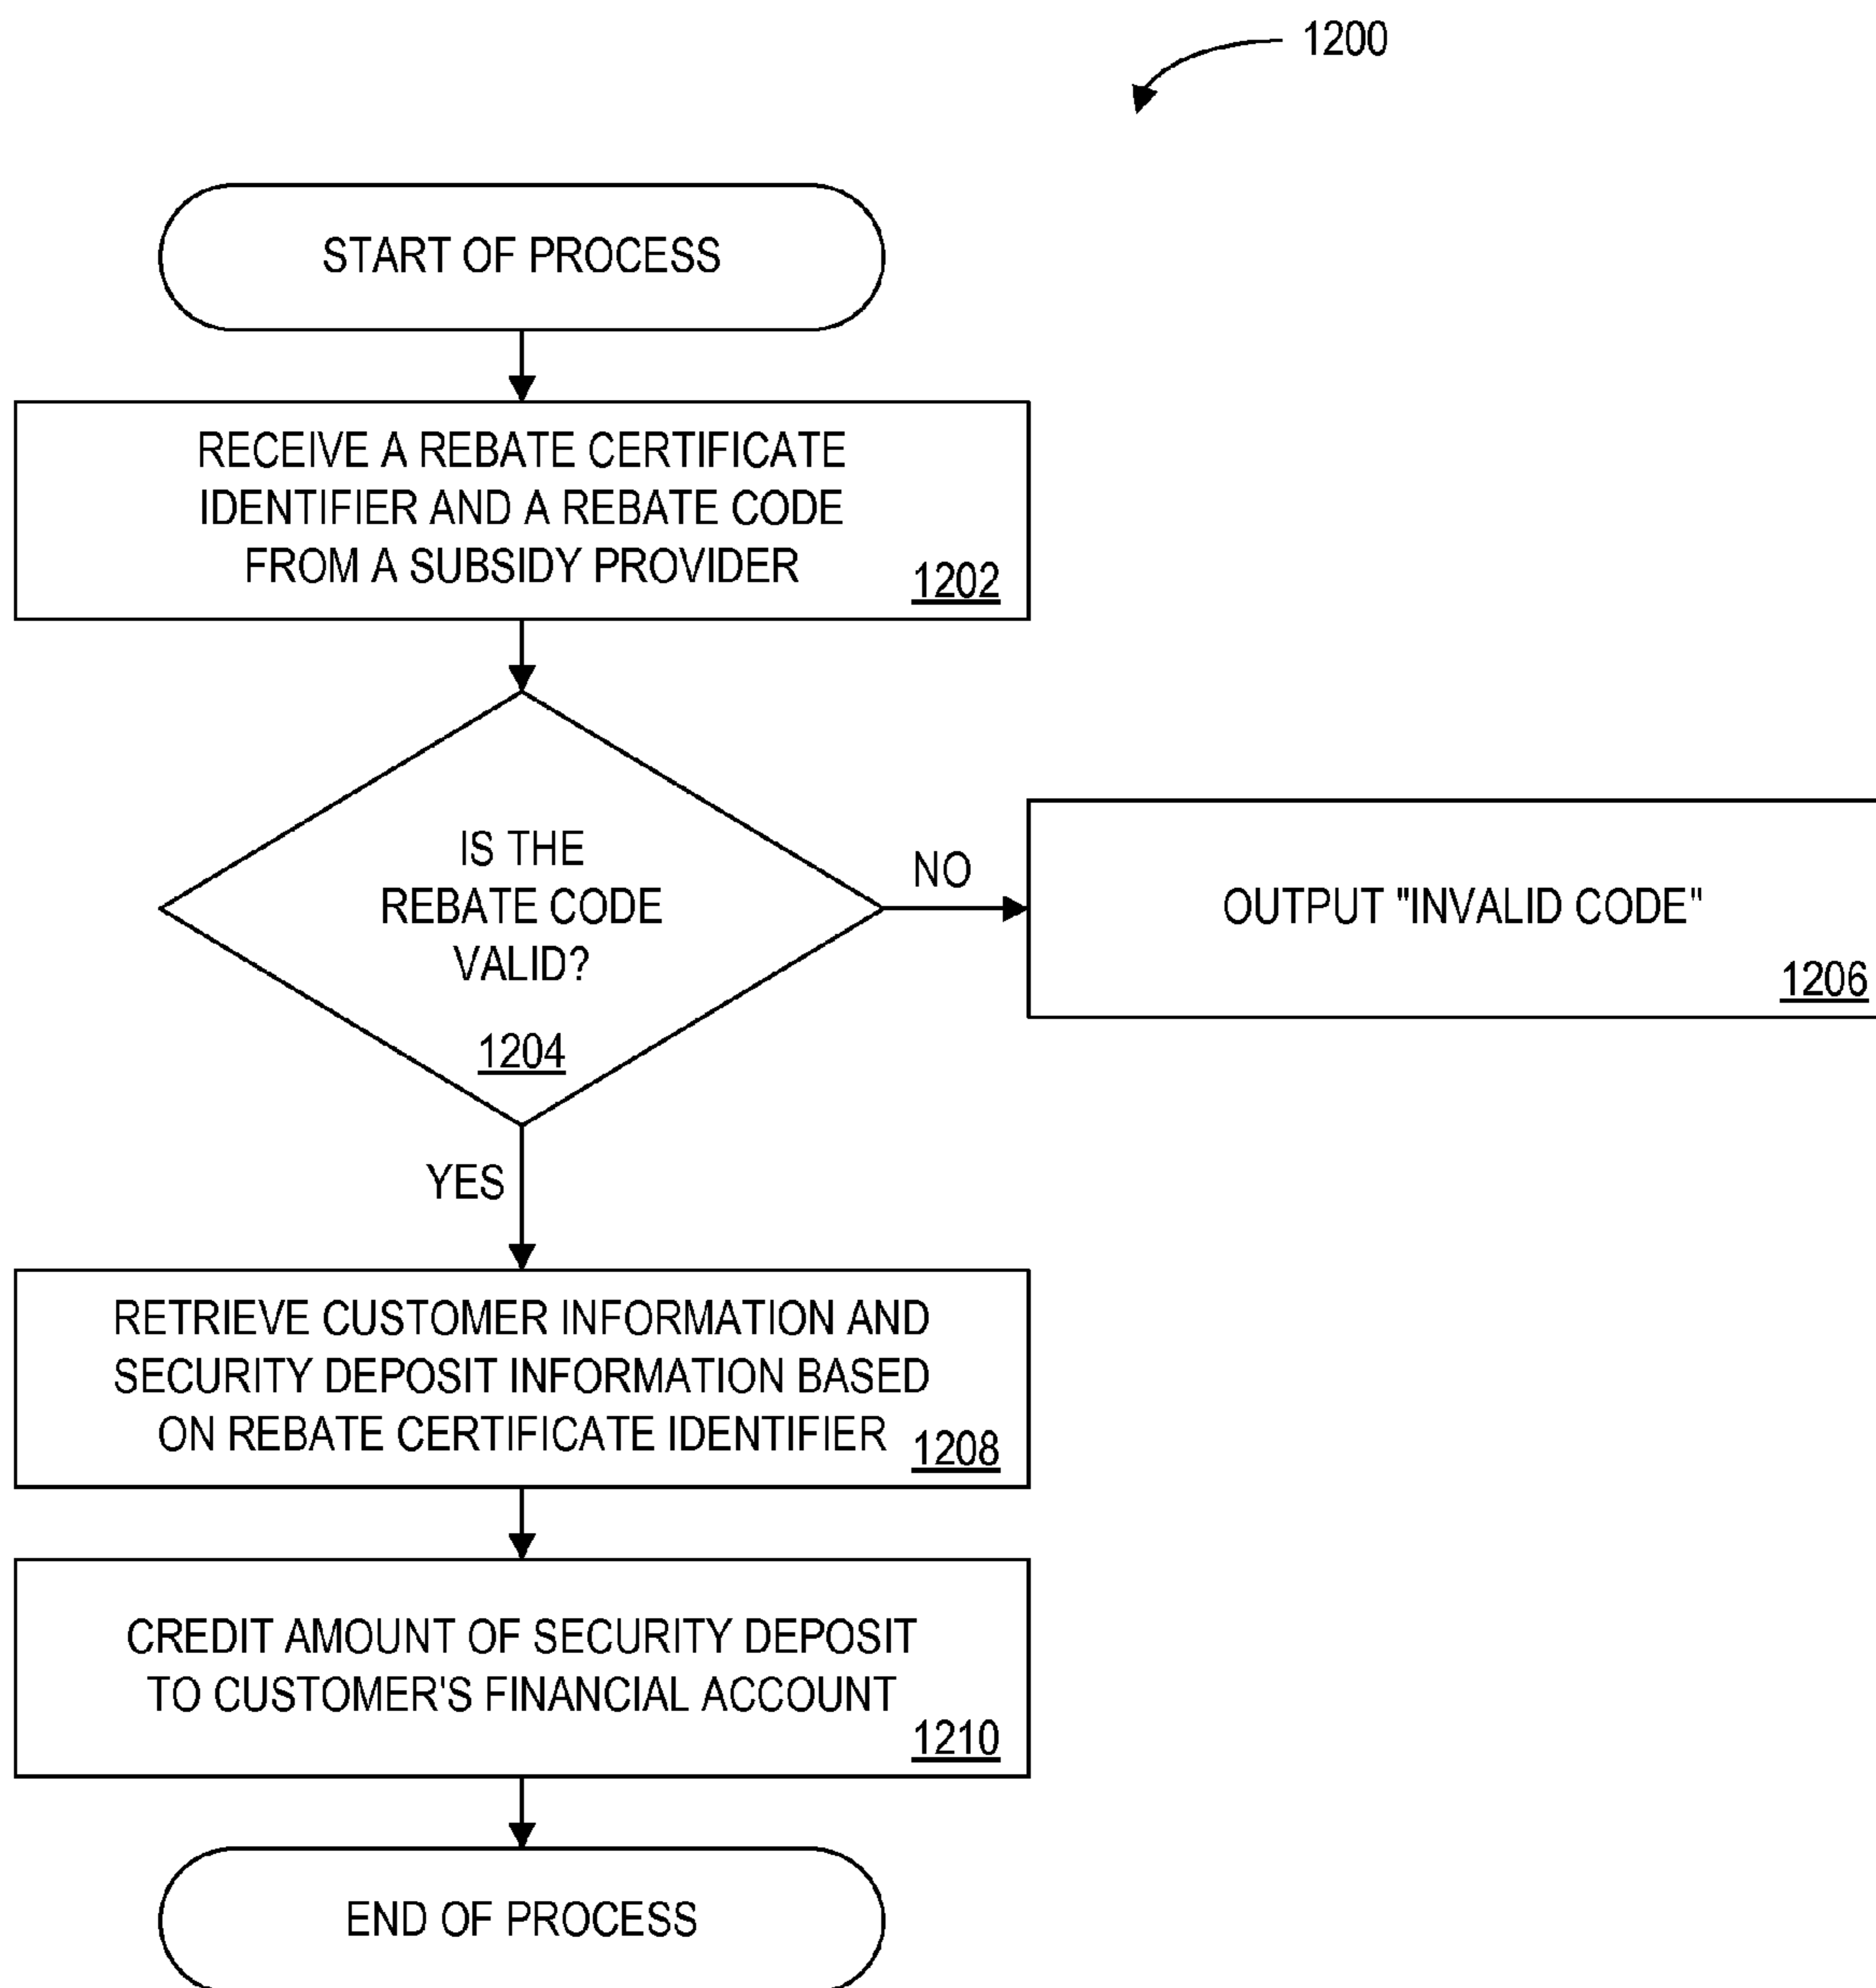 1200
START OF PROCESS
RECEIVE A REBATE CERTIFICATE
IDENTIFIER AND A REBATE CODE
FROM A SUBSIDY PROVIDER
1202
IS THE
REBATE CODE
VALID?
1204
NO
OUTPUT "INVALID CODE"
1206
YES
RETRIEVE CUSTOMER INFORMATION AND
SECURITY DEPOSIT INFORMATION BASED
ON REBATE CERTIFICATE IDENTIFIER
1208
CREDIT AMOUNT OF SECURITY DEPOSIT
TO CUSTOMER'S FINANCIAL ACCOUNT
1210
END OF PROCESS